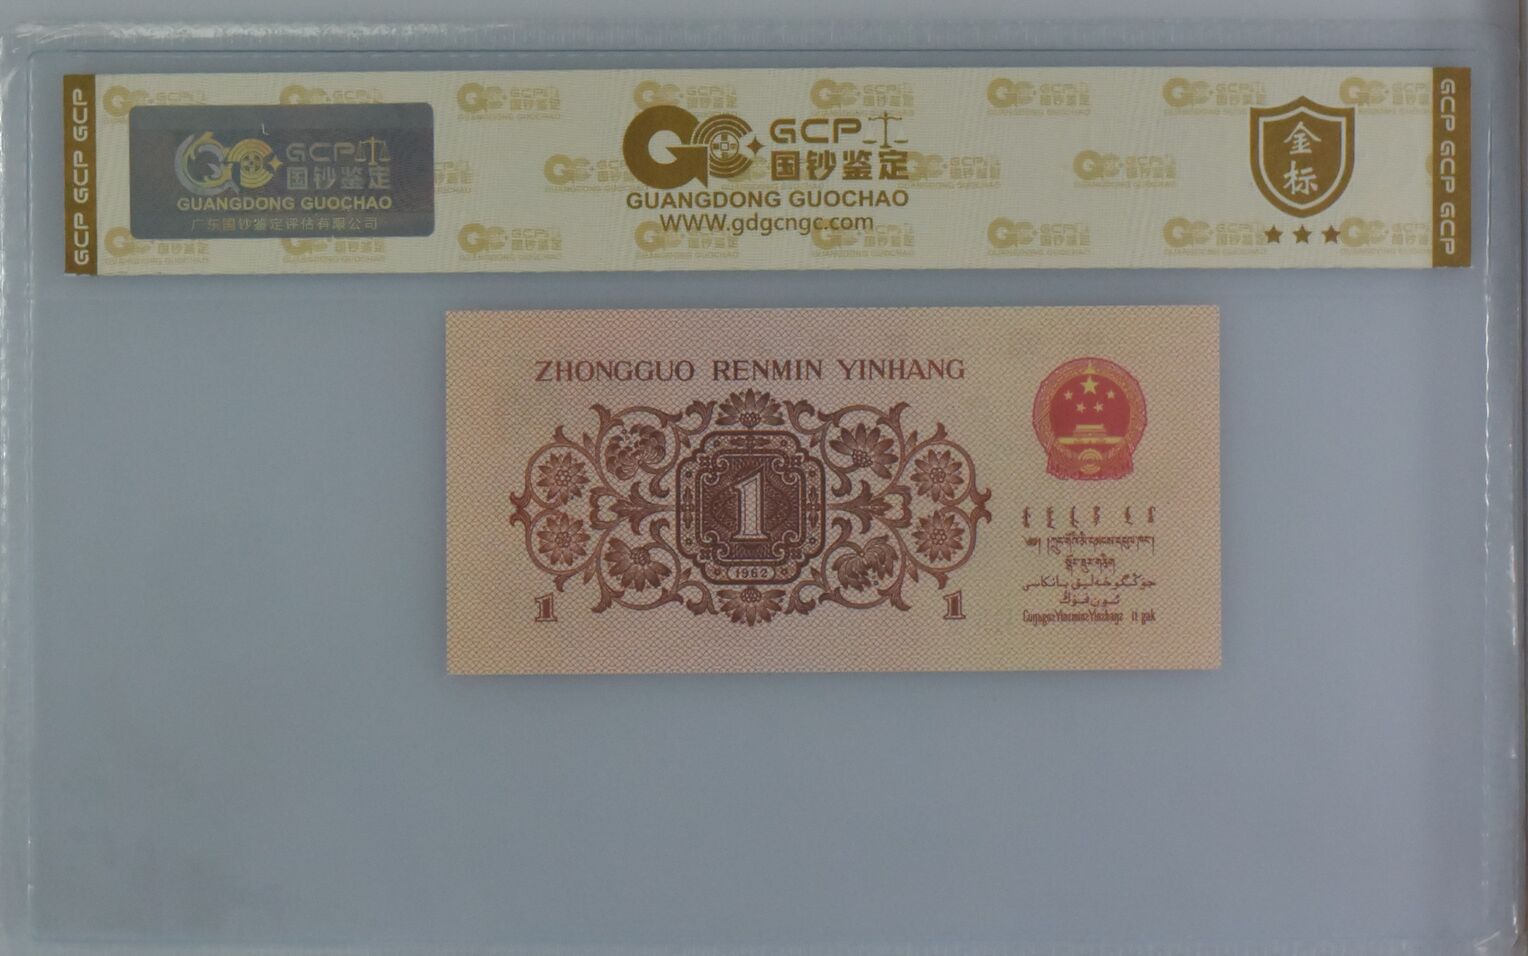 GCP GCP GCP
GCP
国钞鉴定
GUANGDONG GUOCHAO
广东国钞鉴定评估有限公司
GCP
国钞鉴定
GUANGDONG GUOCHAO
WWW.gdgcngc.com
金标
GCP GCP GCP
ZHONGGUO RENMIN YINHANG
1
1962
1
1